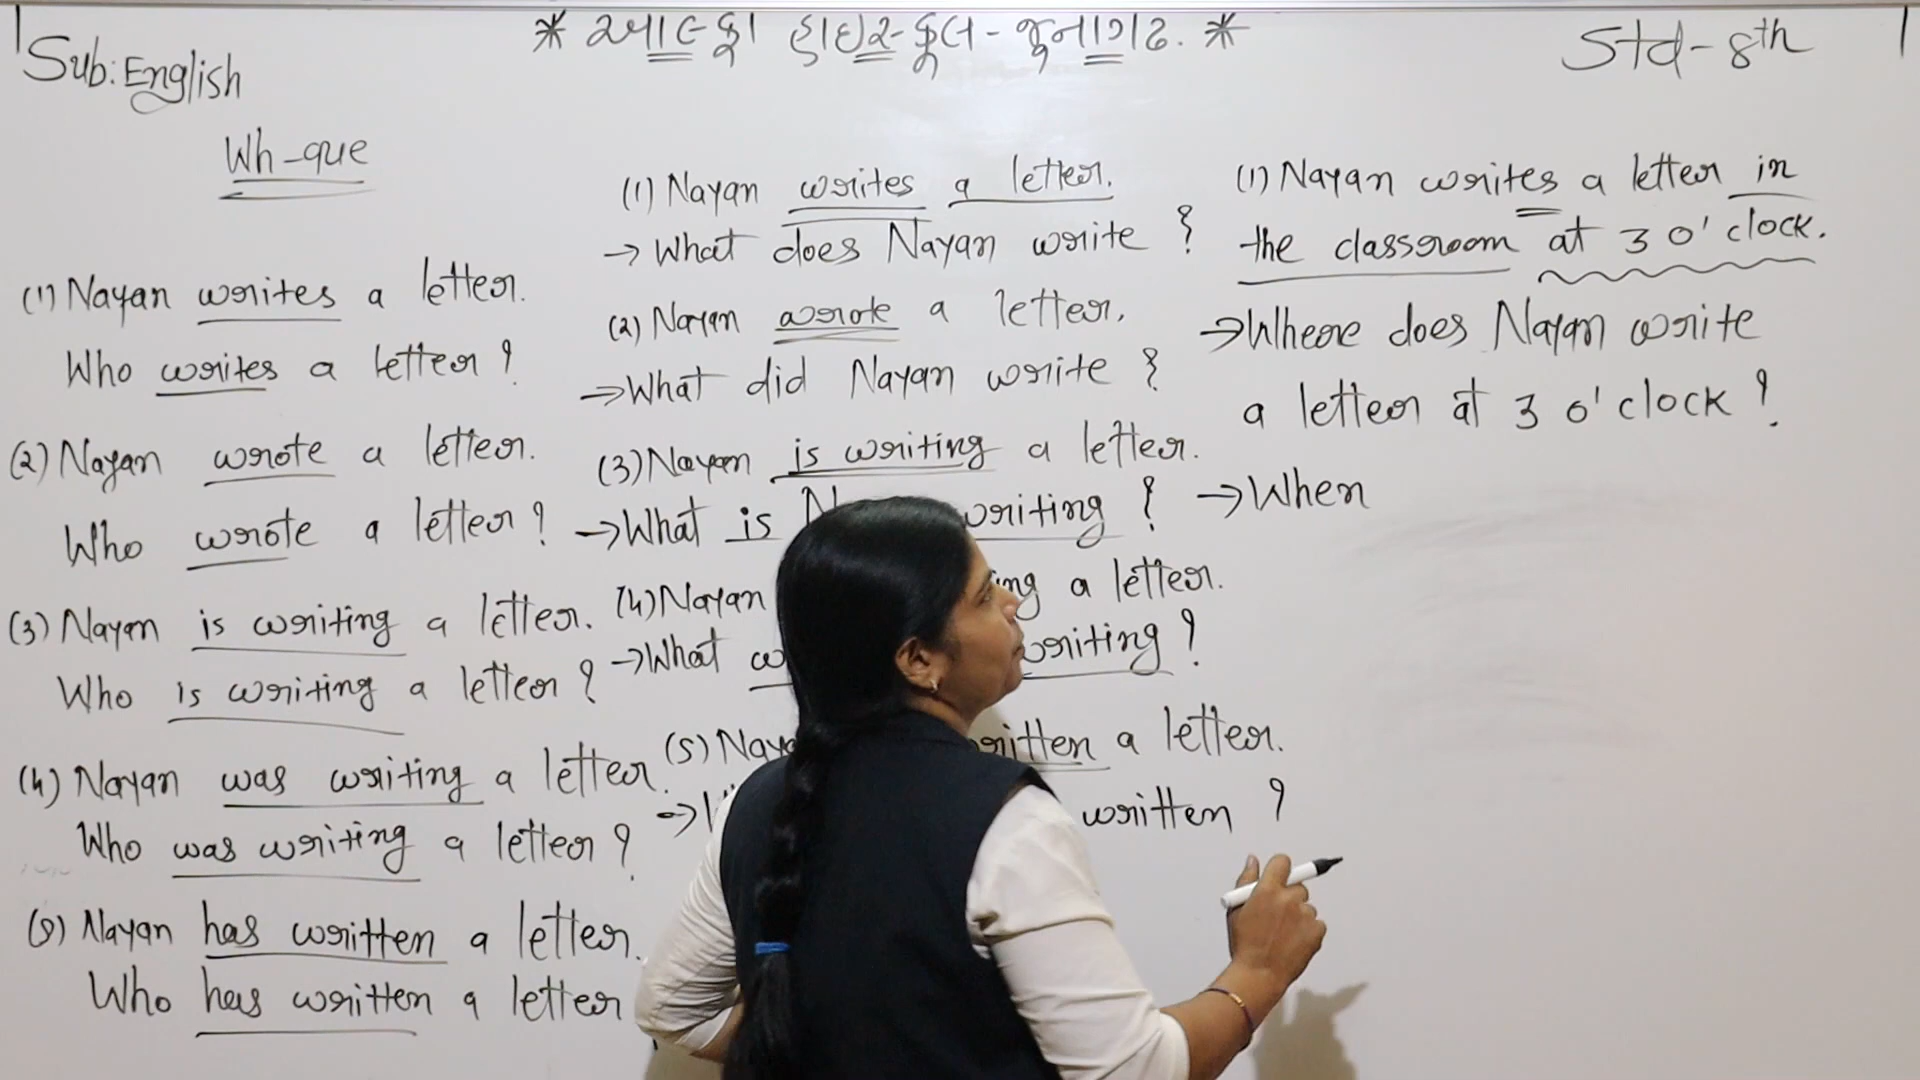 * આલ્ફા હાઇસ્કૂલ - જૂનાગઢ. *
Sub: English
Std - 8th
Wh-que
(1) Nayan writes a letter.
Who writes a letter?
(2) Nayan wrote a letter.
Who wrote a letter?
(3) Nayan is writing a letter.
Who is writing a letter?
(4) Nayan was writing a letter.
Who was writing a letter?
(5) Nayan has written a letter.
Who has written a letter
(1) Nayan writes a letter.
→ What does Nayan write?
(2) Nayan wrote a letter.
→ What did Nayan write?
(3) Nayan is writing a letter.
→ What is writing?
(4) Nayan a letter.
→ What writing?
(5) written a letter.
→ written?
(1) Nayan writes a letter in
the classroom at 3 o'clock.
→ Where does Nayan write
a letter at 3 o'clock?
→ When